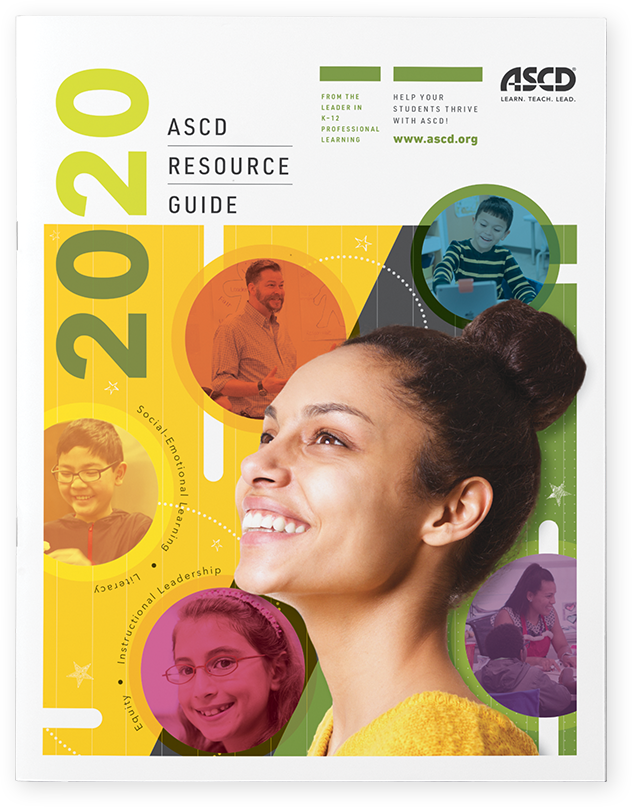 2020
ASCD
RESOURCE
GUIDE
FROM THE
LEADER IN
K–12
PROFESSIONAL
LEARNING
HELP YOUR
STUDENTS THRIVE
WITH ASCD!
www.ascd.org
ASCD®
LEARN. TEACH. LEAD.
Social-Emotional Learning • Literacy
Equity • Instructional Leadership